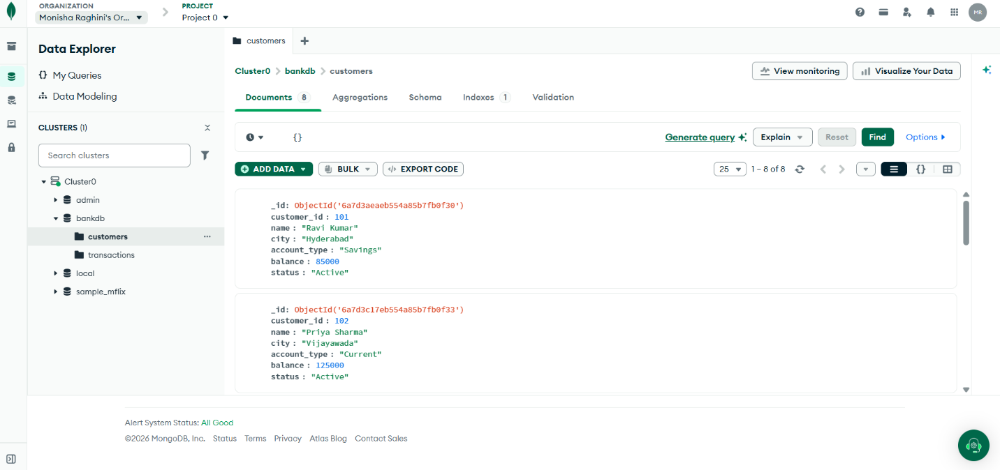 ORGANIZATION
Monisha Raghini's Or...
PROJECT
Project 0
MR
Data Explorer
{} My Queries
Data Modeling
CLUSTERS (1)
Search clusters
Cluster0
admin
bankdb
customers
transactions
local
sample_mflix
customers
Cluster0 > bankdb > customers
View monitoring
Visualize Your Data
Documents 8 Aggregations Schema Indexes 1 Validation
{}
Generate query Explain Reset Find Options
ADD DATA BULK EXPORT CODE
25 1 – 8 of 8
{}
_id: ObjectId('6a7d3aeaeb554a85b7fb0f30')
customer_id : 101
name : "Ravi Kumar"
city : "Hyderabad"
account_type : "Savings"
balance : 85000
status : "Active"
_id: ObjectId('6a7d3c17eb554a85b7fb0f33')
customer_id : 102
name : "Priya Sharma"
city : "Vijayawada"
account_type : "Current"
balance : 125000
status : "Active"
Alert System Status: All Good
©2026 MongoDB, Inc. Status Terms Privacy Atlas Blog Contact Sales